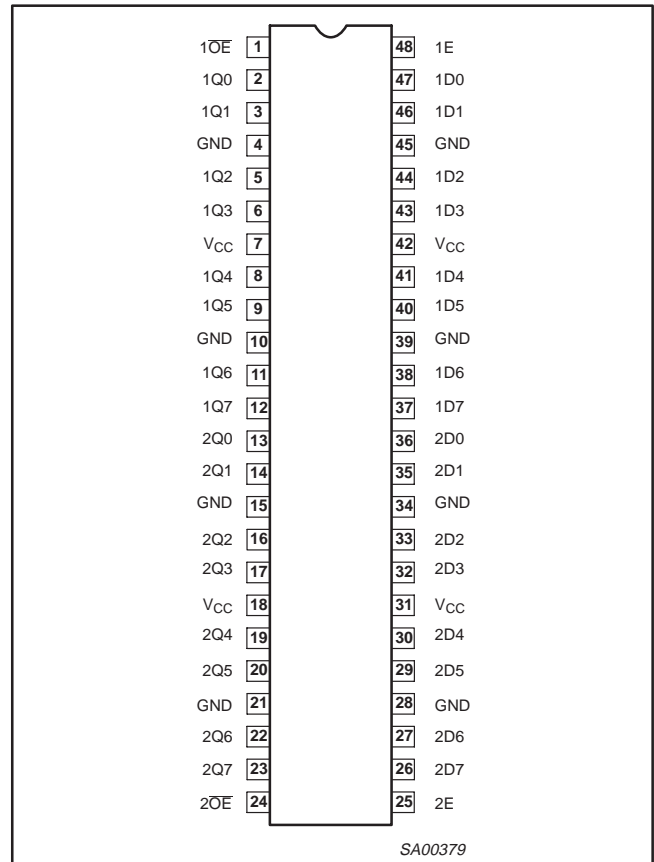 1O̅E̅ 1 48 1E
1Q0 2 47 1D0
1Q1 3 46 1D1
GND 4 45 GND
1Q2 5 44 1D2
1Q3 6 43 1D3
VCC 7 42 VCC
1Q4 8 41 1D4
1Q5 9 40 1D5
GND 10 39 GND
1Q6 11 38 1D6
1Q7 12 37 1D7
2Q0 13 36 2D0
2Q1 14 35 2D1
GND 15 34 GND
2Q2 16 33 2D2
2Q3 17 32 2D3
VCC 18 31 VCC
2Q4 19 30 2D4
2Q5 20 29 2D5
GND 21 28 GND
2Q6 22 27 2D6
2Q7 23 26 2D7
2O̅E̅ 24 25 2E
SA00379